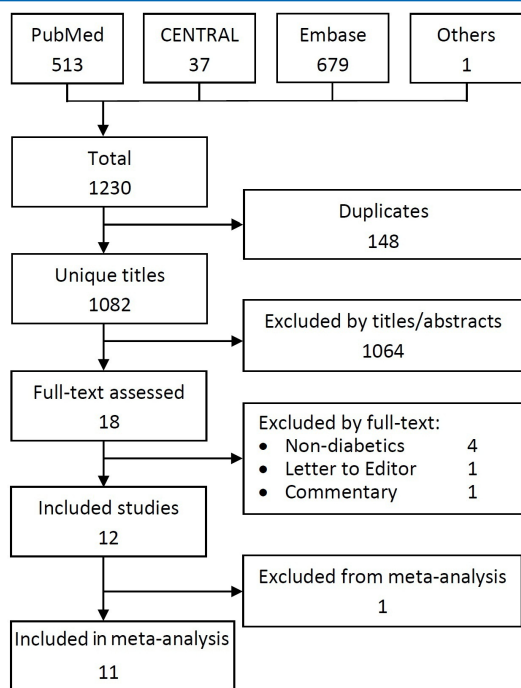 PubMed
513
CENTRAL
37
Embase
679
Others
1
Total
1230
Duplicates
148
Unique titles
1082
Excluded by titles/abstracts
1064
Full-text assessed
18
Excluded by full-text:
• Non-diabetics 4
• Letter to Editor 1
• Commentary 1
Included studies
12
Excluded from meta-analysis
1
Included in meta-analysis
11